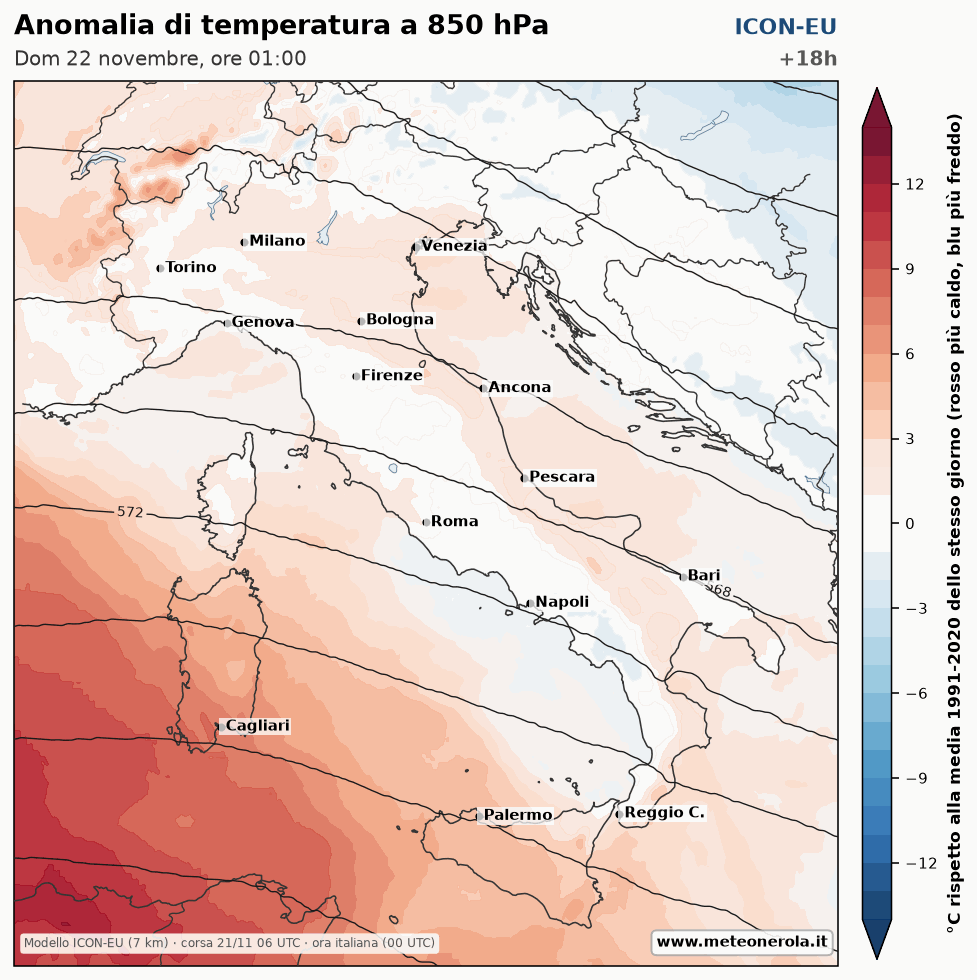 Anomalia di temperatura a 850 hPa
ICON-EU
Dom 22 novembre, ore 01:00
+18h
Milano
Venezia
Torino
Genova
Bologna
Firenze
Ancona
Pescara
572
Roma
Bari
568
Napoli
Cagliari
Palermo
Reggio C.
Modello ICON-EU (7 km) · corsa 21/11 06 UTC · ora italiana (00 UTC)
www.meteonerola.it
12
9
6
3
0
−3
−6
−9
−12
°C rispetto alla media 1991-2020 dello stesso giorno (rosso più caldo, blu più freddo)